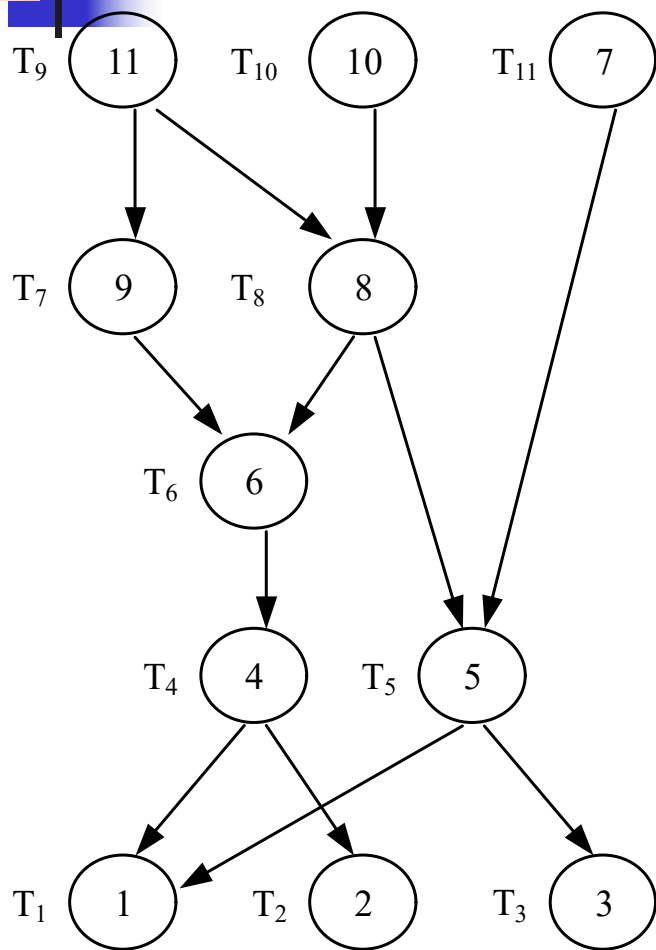 T₉ 11 T₁₀ 10 T₁₁ 7
T₇ 9 T₈ 8
T₆ 6
T₄ 4 T₅ 5
T₁ 1 T₂ 2 T₃ 3